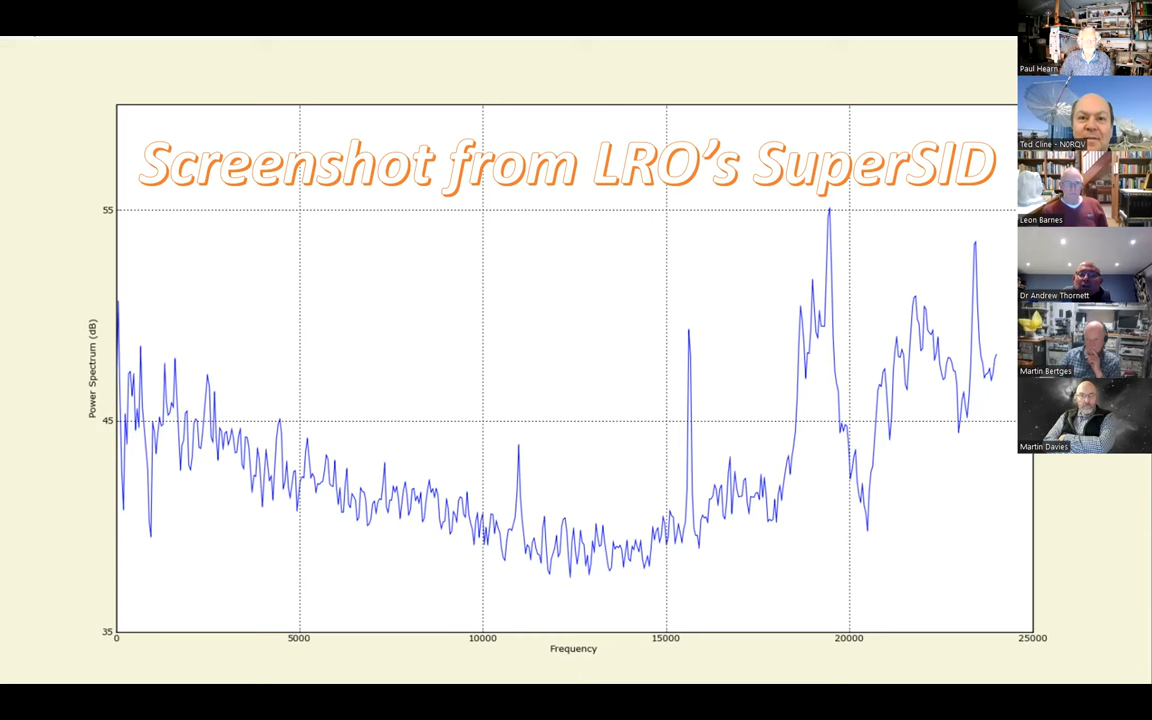 Screenshot from LRO's SuperSID
55
45
35
Power Spectrum (dB)
0
5000
10000
15000
20000
25000
Frequency
Paul Hearn
Ted Cline - N0RQV
Leon Barnes
Dr Andrew Thornett
Martin Bertges
Martin Davies